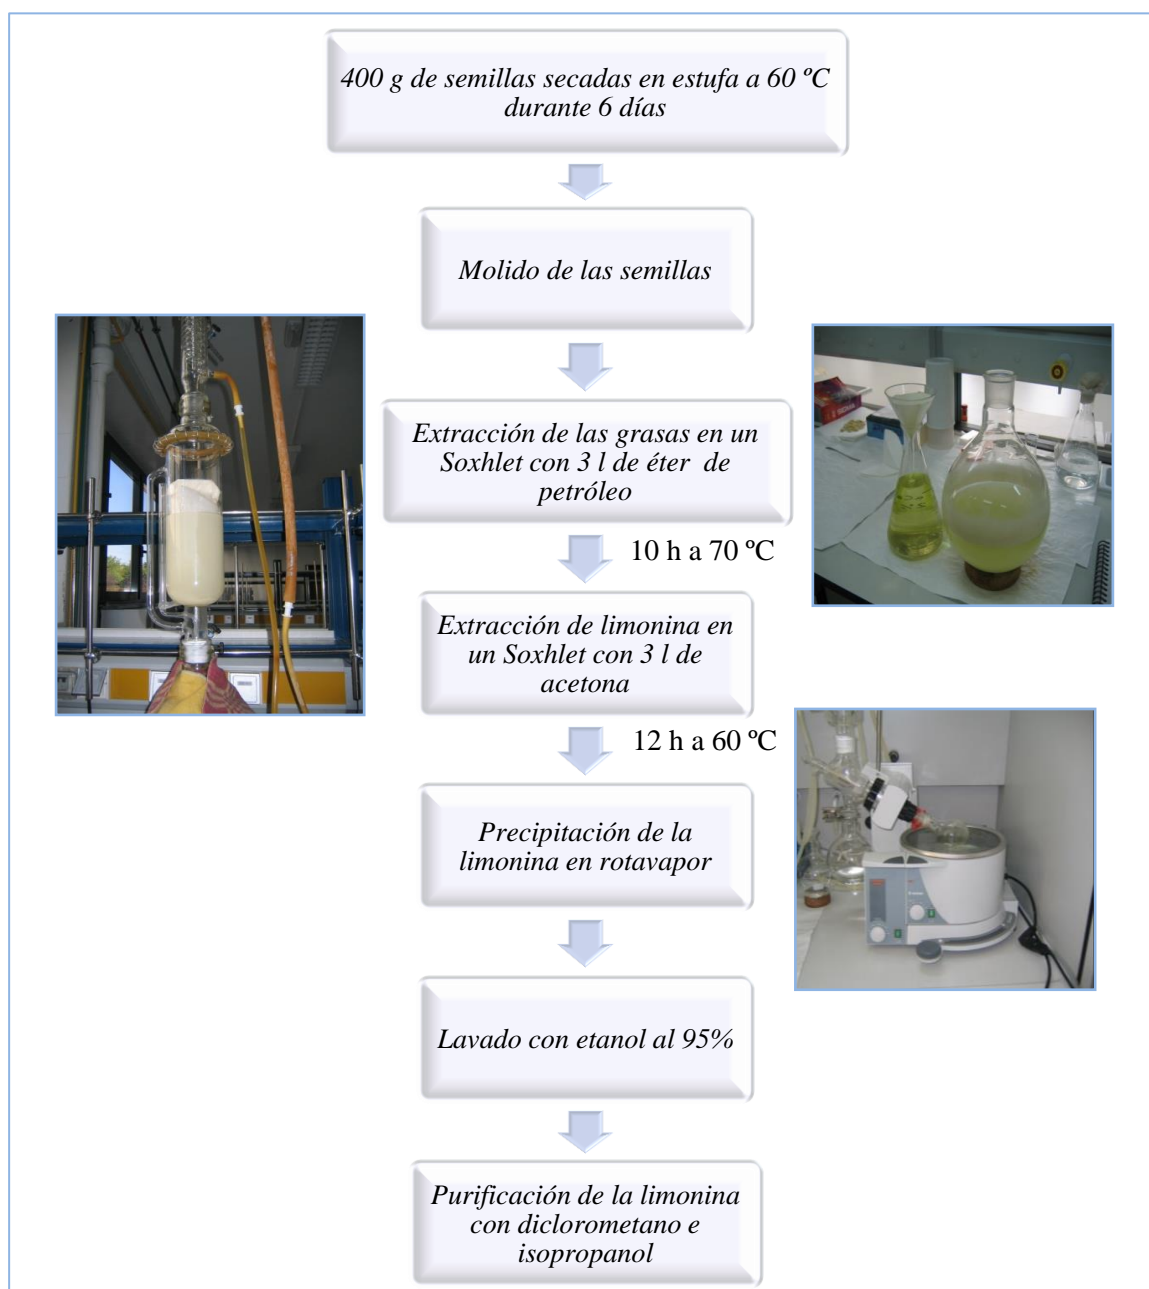 400 g de semillas secadas en estufa a 60 ºC
durante 6 días
Molido de las semillas
Extracción de las grasas en un
Soxhlet con 3 l de éter de
petróleo
10 h a 70 ºC
Extracción de limonina en
un Soxhlet con 3 l de
acetona
12 h a 60 ºC
Precipitación de la
limonina en rotavapor
Lavado con etanol al 95%
Purificación de la limonina
con diclorometano e
isopropanol